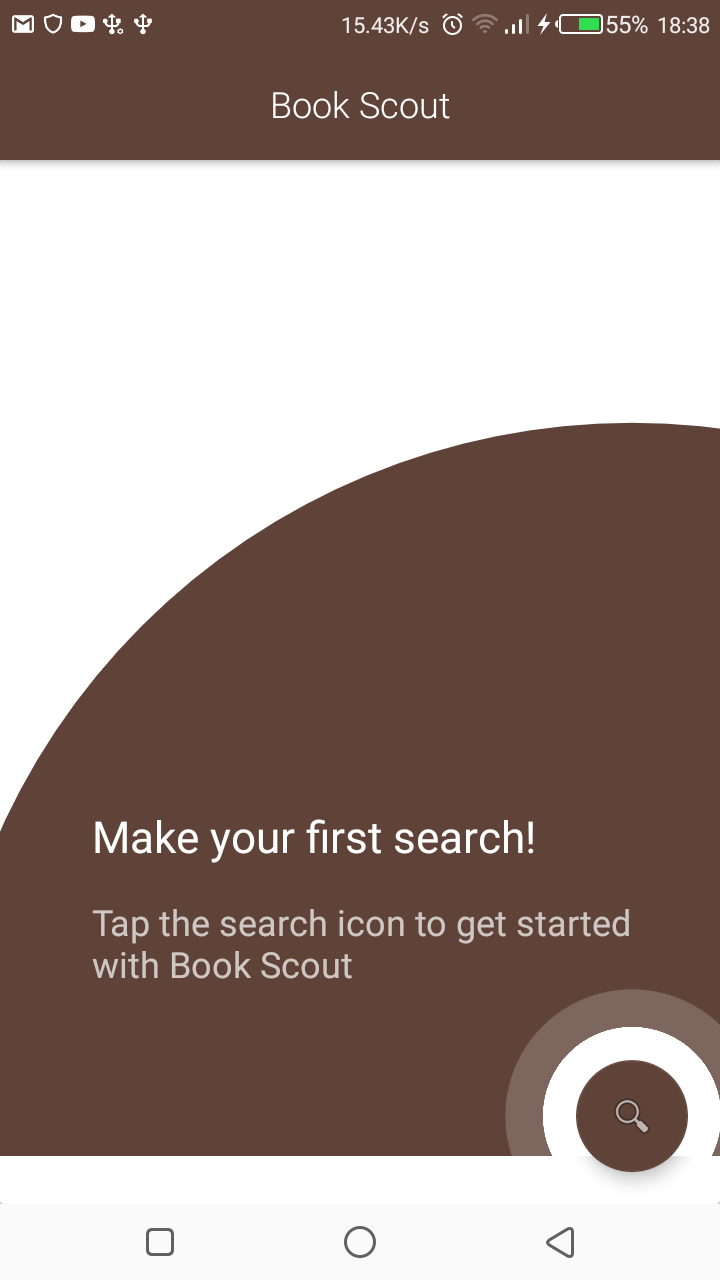 15.43K/s 55% 18:38
Book Scout
Make your first search!
Tap the search icon to get started
with Book Scout